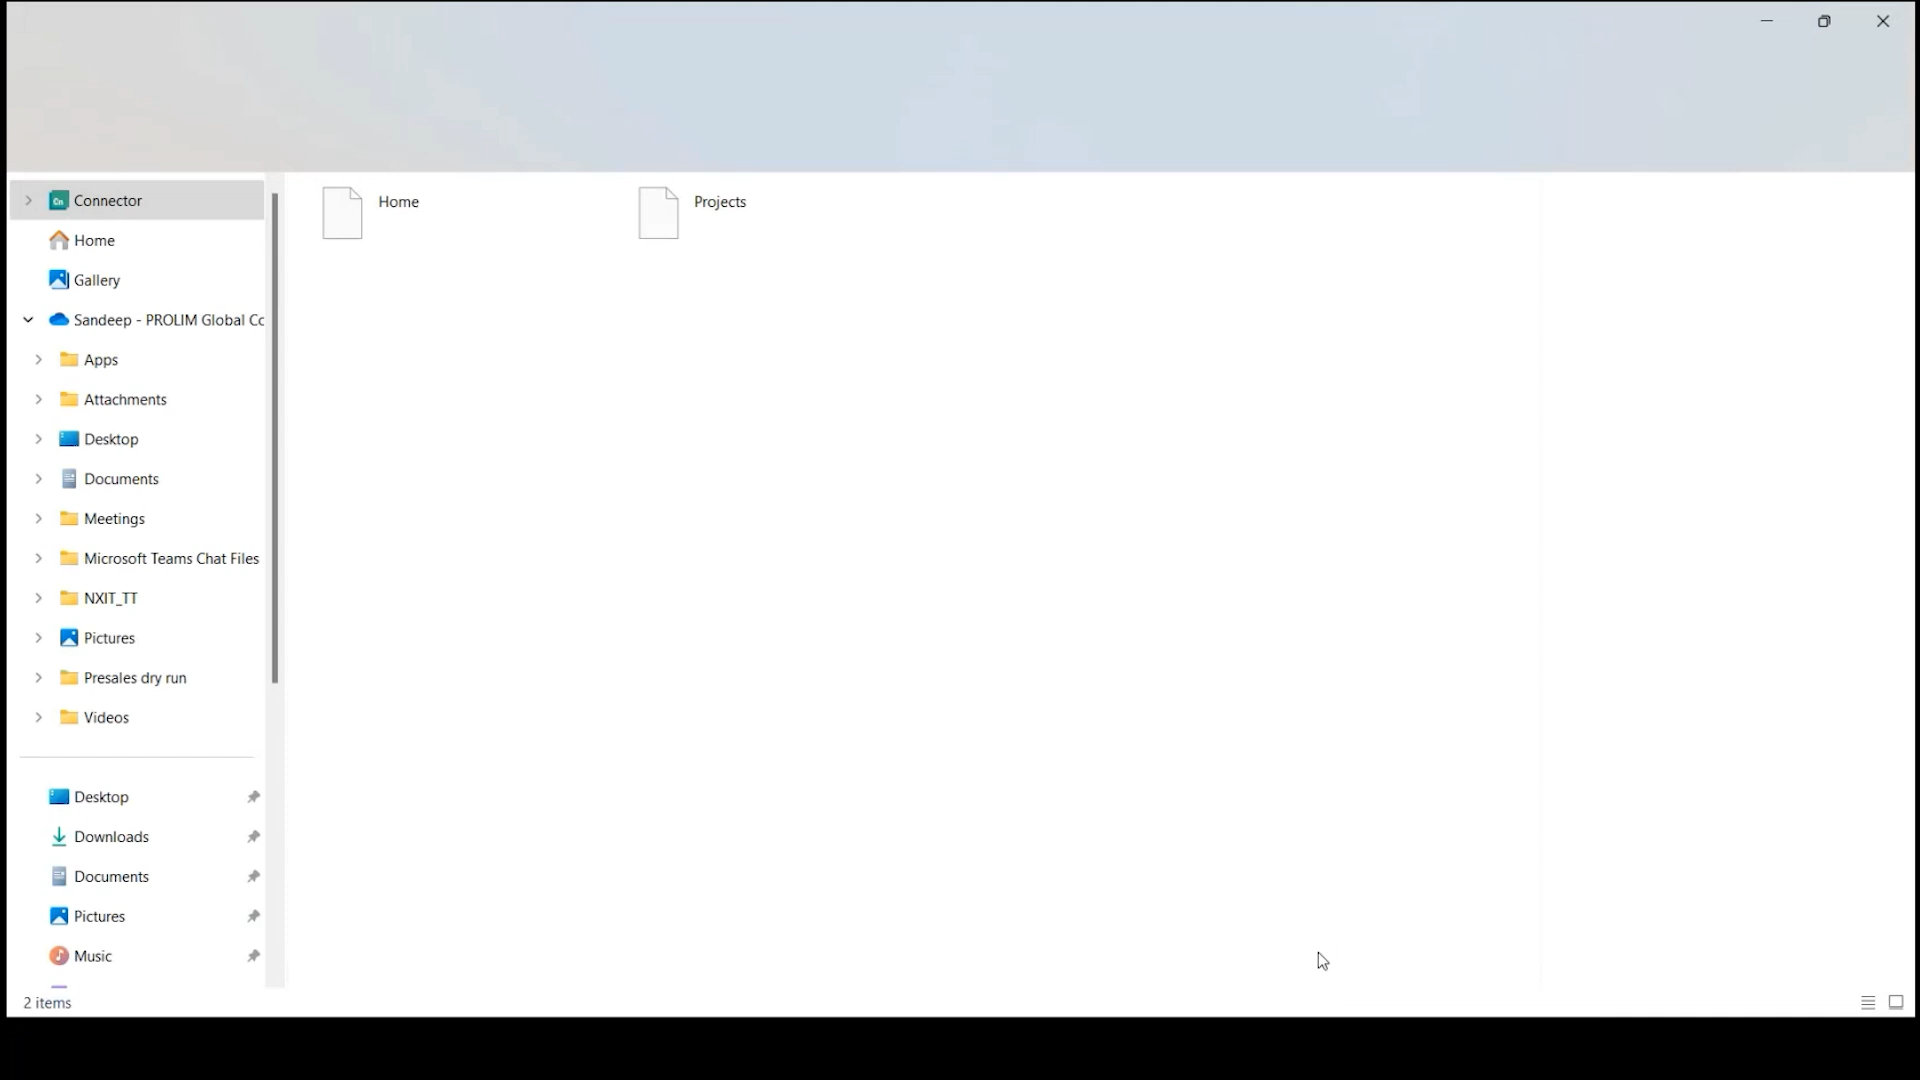 Connector
Home
Gallery
Sandeep - PROLIM Global Cc
Apps
Attachments
Desktop
Documents
Meetings
Microsoft Teams Chat Files
NXIT_TT
Pictures
Presales dry run
Videos
Desktop
Downloads
Documents
Pictures
Music
Home
Projects
2 items